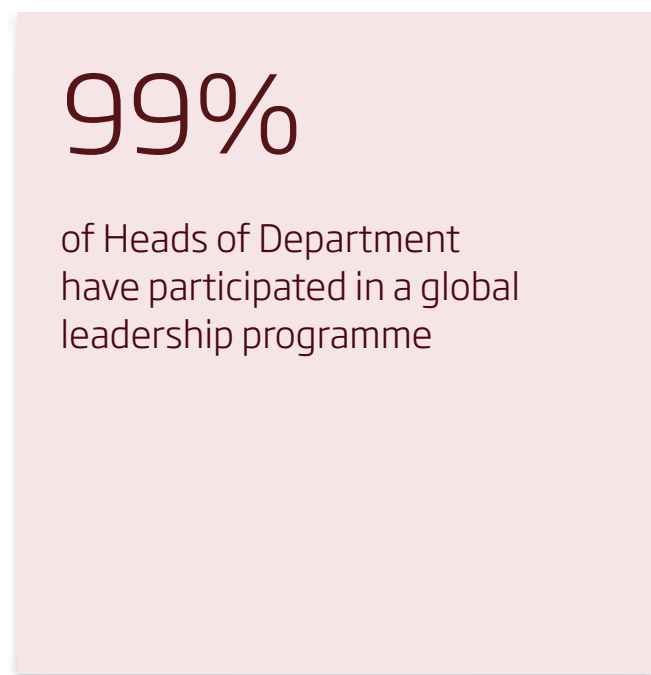 99%
of Heads of Department
have participated in a global
leadership programme